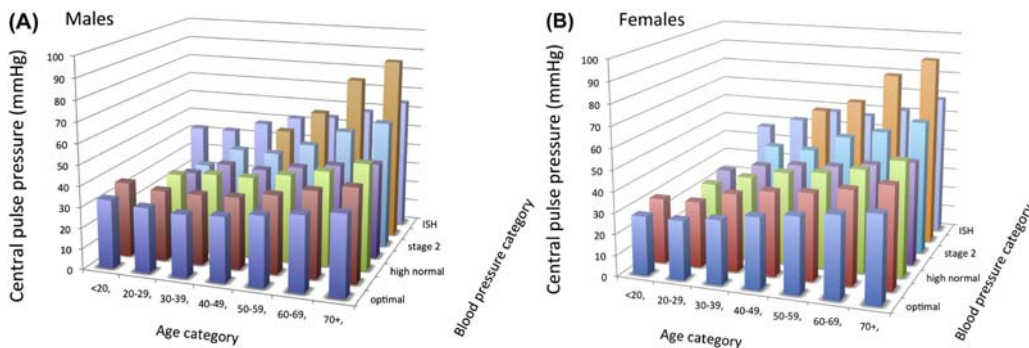 (A) Males
Central pulse pressure (mmHg)
100
90
80
70
60
50
40
30
20
10
0
<20,
20-29,
30-39,
40-49,
50-59,
60-69,
70+,
Age category
ISH
stage 2
high normal
optimal
Blood pressure category
(B) Females
Central pulse pressure (mmHg)
100
90
80
70
60
50
40
30
20
10
0
<20,
20-29,
30-39,
40-49,
50-59,
60-69,
70+,
Age category
ISH
stage 2
high normal
optimal
Blood pressure category